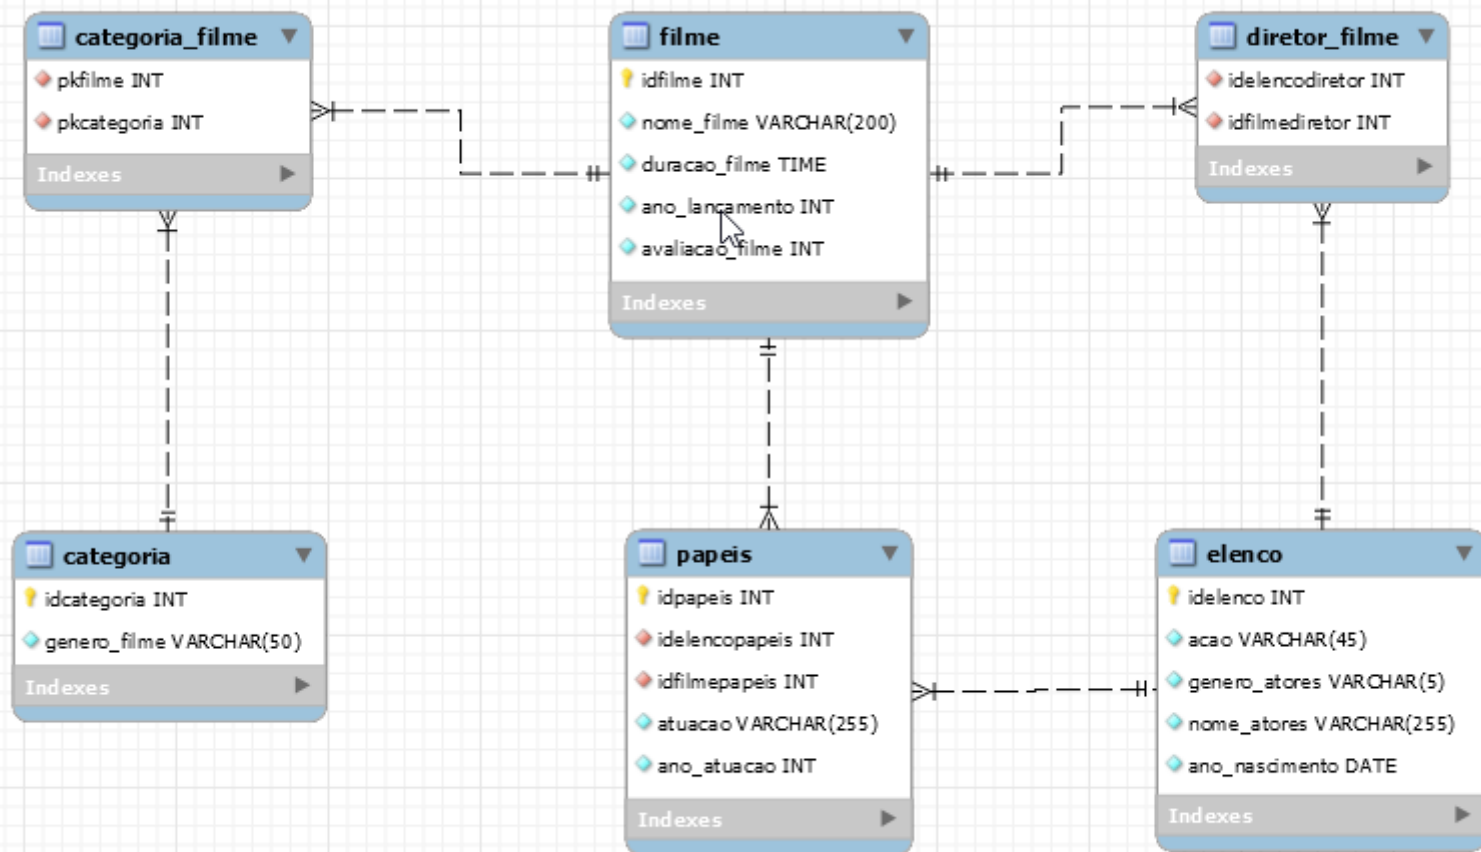 categoria_filme
pkfilme INT
pkcategoria INT
Indexes
filme
idfilme INT
nome_filme VARCHAR(200)
duracao_filme TIME
ano_lancamento INT
avaliacao_filme INT
Indexes
diretor_filme
idelencodiretor INT
idfilmediretor INT
Indexes
categoria
idcategoria INT
genero_filme VARCHAR(50)
Indexes
papeis
idpapeis INT
idelencopapeis INT
idfilmepapeis INT
atuacao VARCHAR(255)
ano_atuacao INT
Indexes
elenco
idelenco INT
acao VARCHAR(45)
genero_atores VARCHAR(5)
nome_atores VARCHAR(255)
ano_nascimento DATE
Indexes